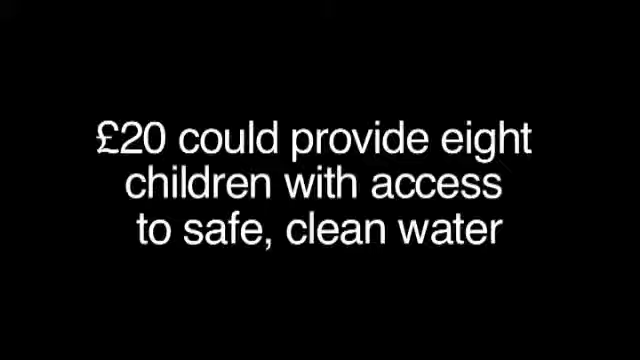 £20 could provide eight
children with access
to safe, clean water